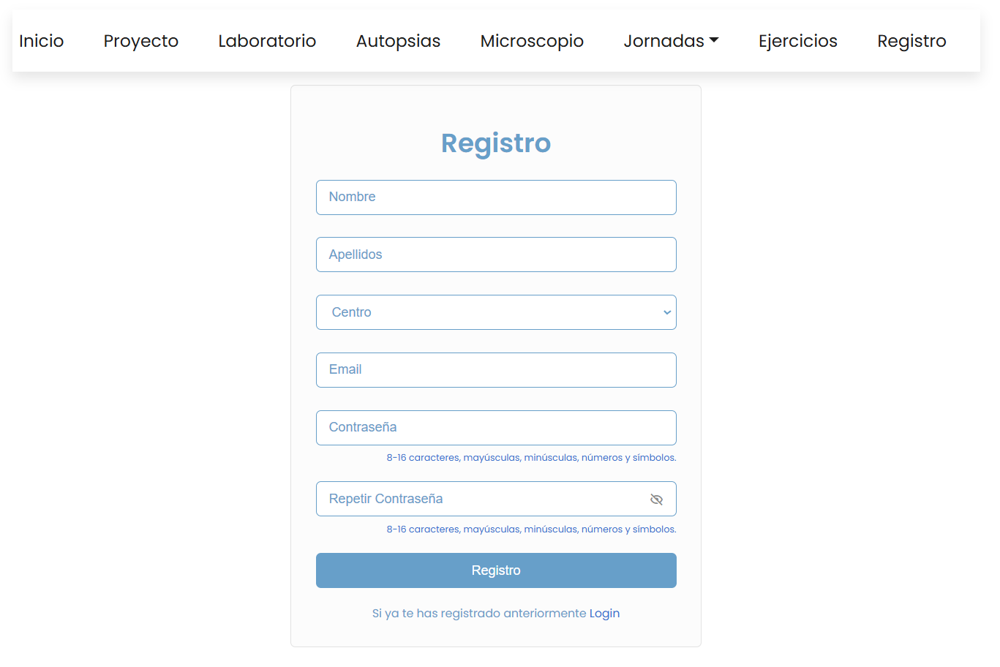 Inicio Proyecto Laboratorio Autopsias Microscopio Jornadas Ejercicios Registro
Registro
Nombre
Apellidos
Centro
Email
Contraseña
8-16 caracteres, mayúsculas, minúsculas, números y símbolos.
Repetir Contraseña
8-16 caracteres, mayúsculas, minúsculas, números y símbolos.
Registro
Si ya te has registrado anteriormente Login